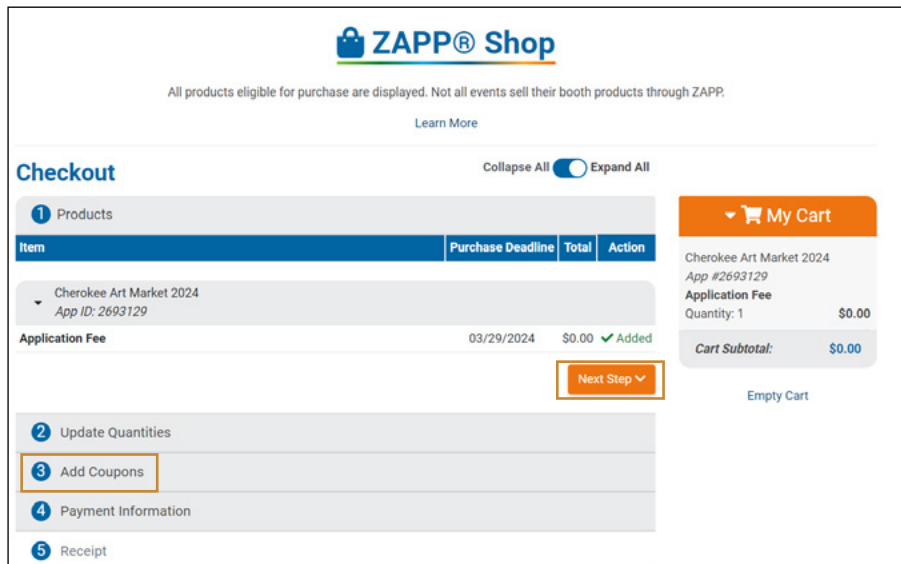 ZAPP® Shop
All products eligible for purchase are displayed. Not all events sell their booth products through ZAPP.
Learn More
Checkout
Collapse All Expand All
1 Products
Item Purchase Deadline Total Action
Cherokee Art Market 2024
App ID: 2693129
Application Fee 03/29/2024 $0.00 Added
Next Step
2 Update Quantities
3 Add Coupons
4 Payment Information
5 Receipt
My Cart
Cherokee Art Market 2024
App #2693129
Application Fee
Quantity: 1 $0.00
Cart Subtotal: $0.00
Empty Cart